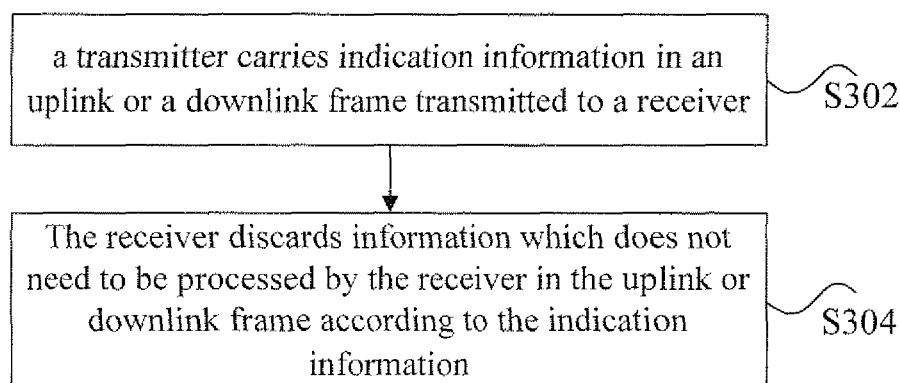 a transmitter carries indication information in an
uplink or a downlink frame transmitted to a receiver
S302
The receiver discards information which does not
need to be processed by the receiver in the uplink or
downlink frame according to the indication
information
S304